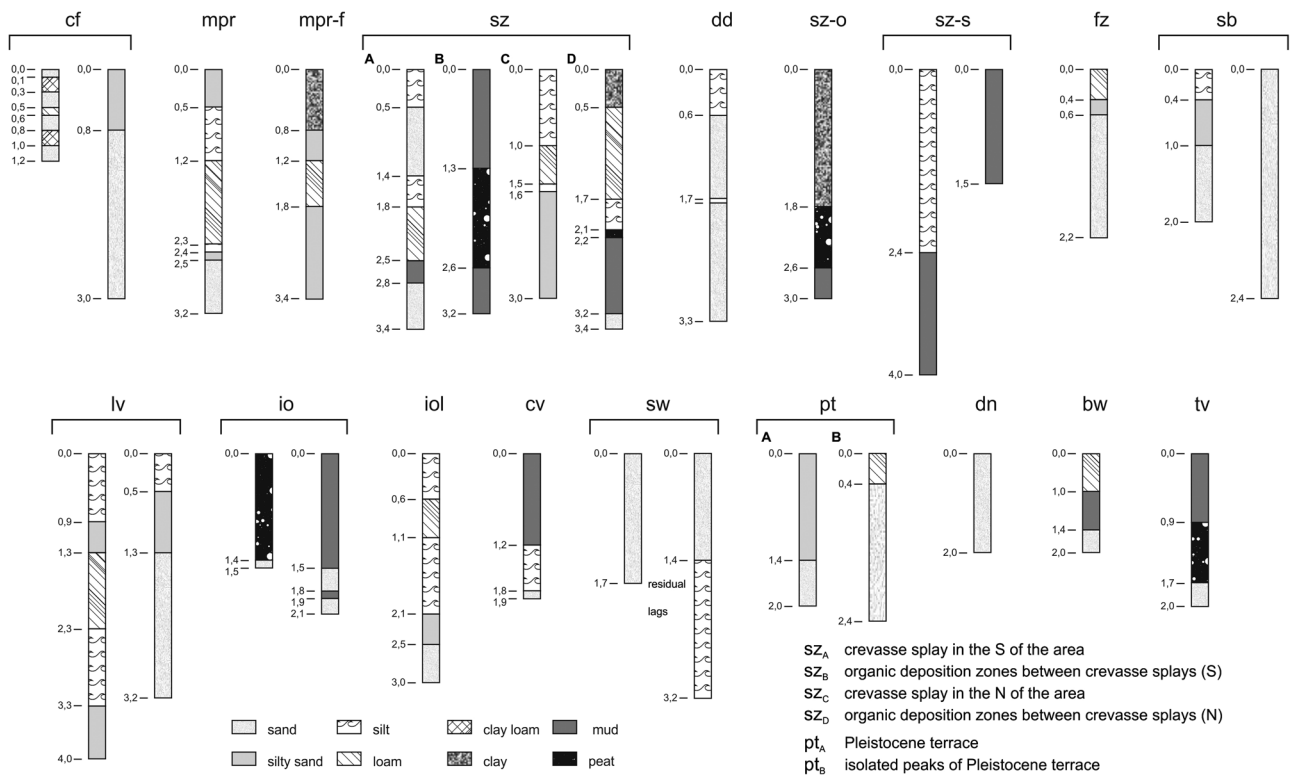 cf mpr mpr-f sz dd sz-o sz-s fz sb
A B C D
0,0 0,1 0,3 0,5 0,6 0,8 1,0 1,2
0,0 0,8 3,0
0,0 0,5 1,2 2,3 2,4 2,5 3,2
0,0 0,8 1,2 1,8 3,4
0,0 0,5 1,4 1,8 2,5 2,8 3,4
0,0 1,3 2,6 3,2
0,0 1,0 1,5 1,6 3,0
0,0 0,5 1,7 2,1 2,2 3,2 3,4
0,0 0,6 1,7 3,3
0,0 1,8 2,6 3,0
0,0 2,4 4,0
0,0 1,5
0,0 0,4 0,6 2,2
0,0 0,4 1,0 2,0
0,0 2,4
lv io iol cv sw pt dn bw tv
A B
0,0 0,9 1,3 2,3 3,3 4,0
0,0 0,5 1,3 3,2
0,0 1,4 1,5
0,0 1,5 1,8 1,9 2,1
0,0 0,6 1,1 2,1 2,5 3,0
0,0 1,2 1,8 1,9
0,0 1,7
0,0 1,4 3,2
residual
lags
0,0 1,4 2,0
0,0 0,4 2,4
0,0 2,0
0,0 1,0 1,4 2,0
0,0 0,9 1,7 2,0
sand silt clay loam mud
silty sand loam clay peat
szA crevasse splay in the S of the area
szB organic deposition zones between crevasse splays (S)
szC crevasse splay in the N of the area
szD organic deposition zones between crevasse splays (N)
ptA Pleistocene terrace
ptB isolated peaks of Pleistocene terrace